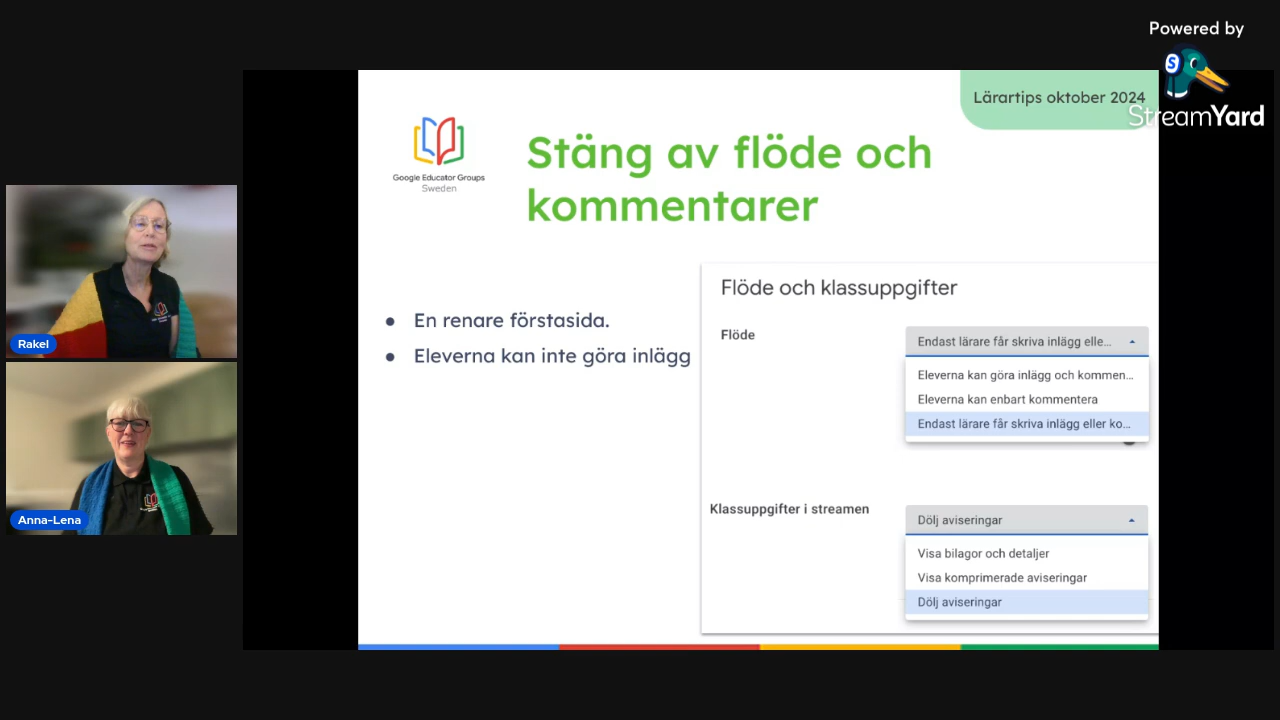 Powered by
StreamYard
Lärartips oktober 2024
Google Educator Groups
Sweden
Stäng av flöde och
kommentarer
En renare förstasida.
Eleverna kan inte göra inlägg
Flöde och klassuppgifter
Flöde
Endast lärare får skriva inlägg elle...
Eleverna kan göra inlägg och kommen...
Eleverna kan enbart kommentera
Endast lärare får skriva inlägg eller ko...
Klassuppgifter i streamen
Dölj aviseringar
Visa bilagor och detaljer
Visa komprimerade aviseringar
Dölj aviseringar
Rakel
Anna-Lena